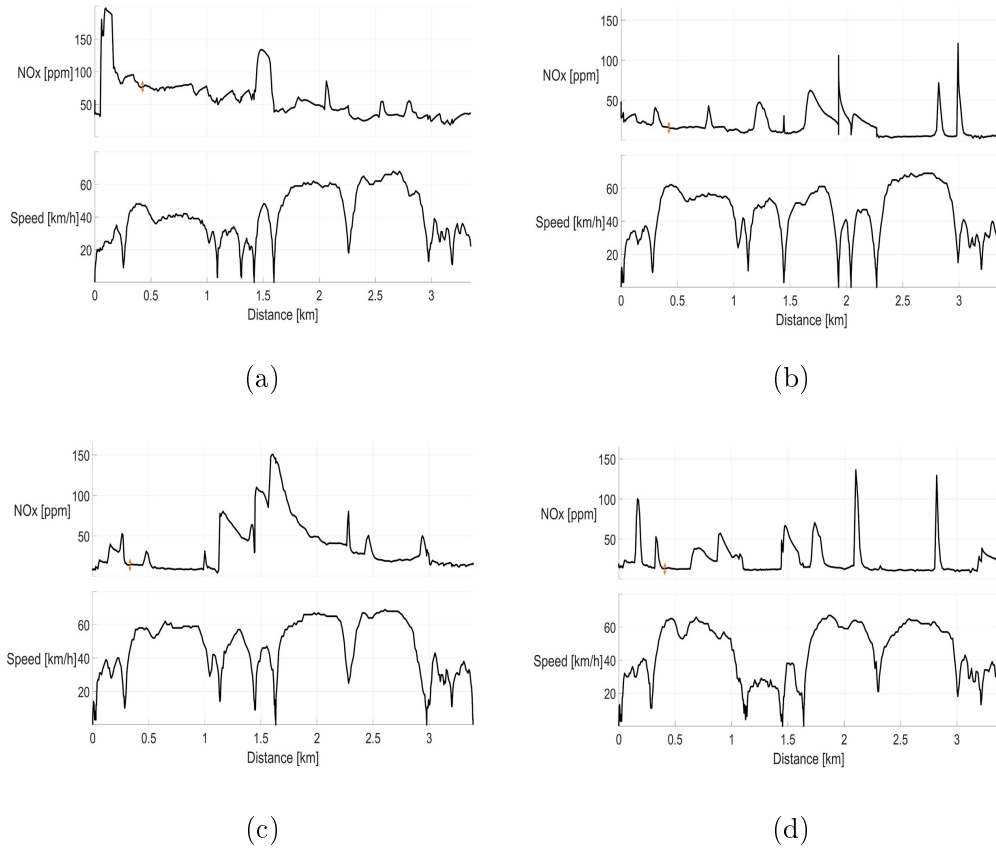 150
NOx [ppm]100
50
60
Speed [km/h]40
20
0 0.5 1 1.5 2 2.5 3
Distance [km]
(a)
150
NOx [ppm]100
50
60
Speed [km/h]40
20
0 0.5 1 1.5 2 2.5 3
Distance [km]
(b)
150
100
NOx [ppm]
50
60
Speed [km/h]40
20
0 0.5 1 1.5 2 2.5 3
Distance [km]
(c)
150
100
NOx [ppm]
50
60
Speed [km/h]40
20
0 0.5 1 1.5 2 2.5 3
Distance [km]
(d)